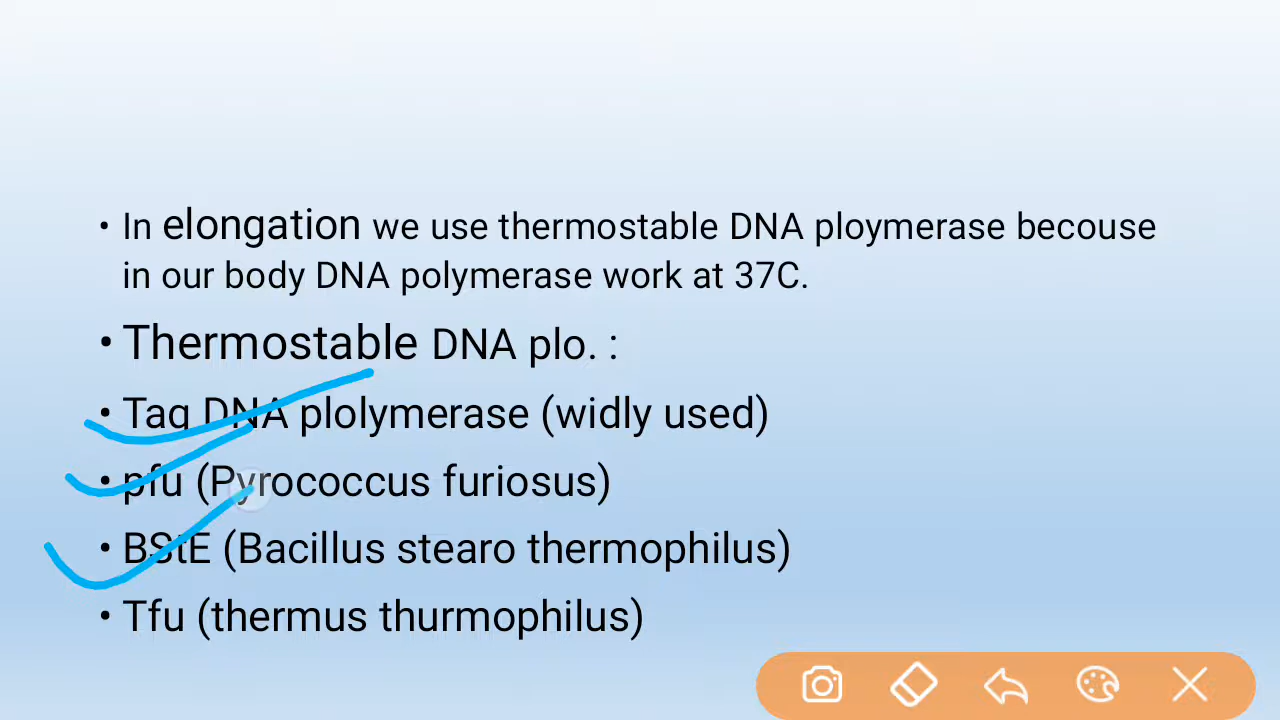 • In elongation we use thermostable DNA ploymerase becouse
in our body DNA polymerase work at 37C.
• Thermostable DNA plo. :
• Taq DNA plolymerase (widly used)
• pfu (Pyrococcus furiosus)
• BStE (Bacillus stearo thermophilus)
• Tfu (thermus thurmophilus)